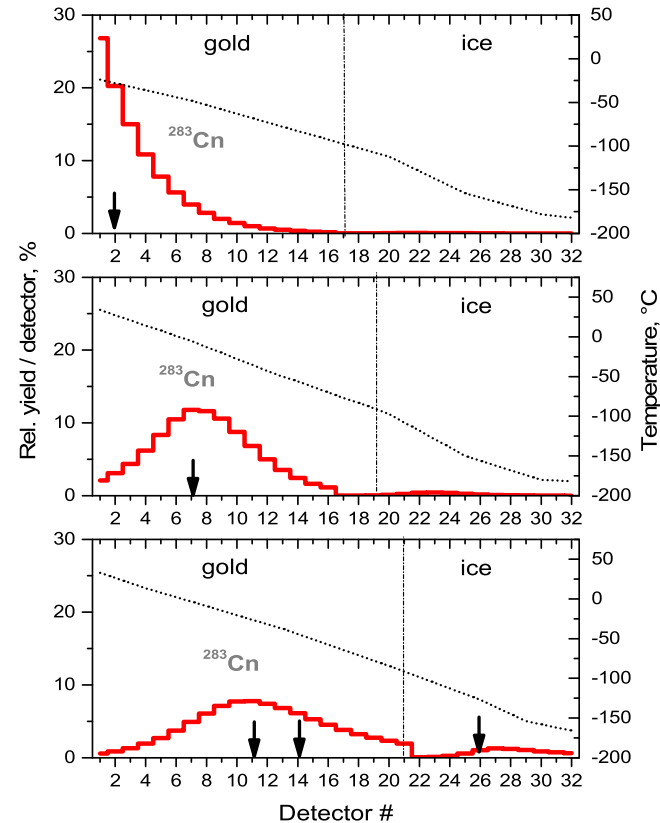 30 50
gold ice
0
20 -50
283Cn
10 -100
-150
0 -200
2 4 6 8 10 12 14 16 18 20 22 24 26 28 30 32
Rel. yield / detector, %
Temperature, °C
30
gold ice 50
20 0
283Cn -50
10 -100
-150
0 -200
2 4 6 8 10 12 14 16 18 20 22 24 26 28 30 32
30
gold ice 50
20 0
283Cn -50
10 -100
-150
0 -200
2 4 6 8 10 12 14 16 18 20 22 24 26 28 30 32
Detector #